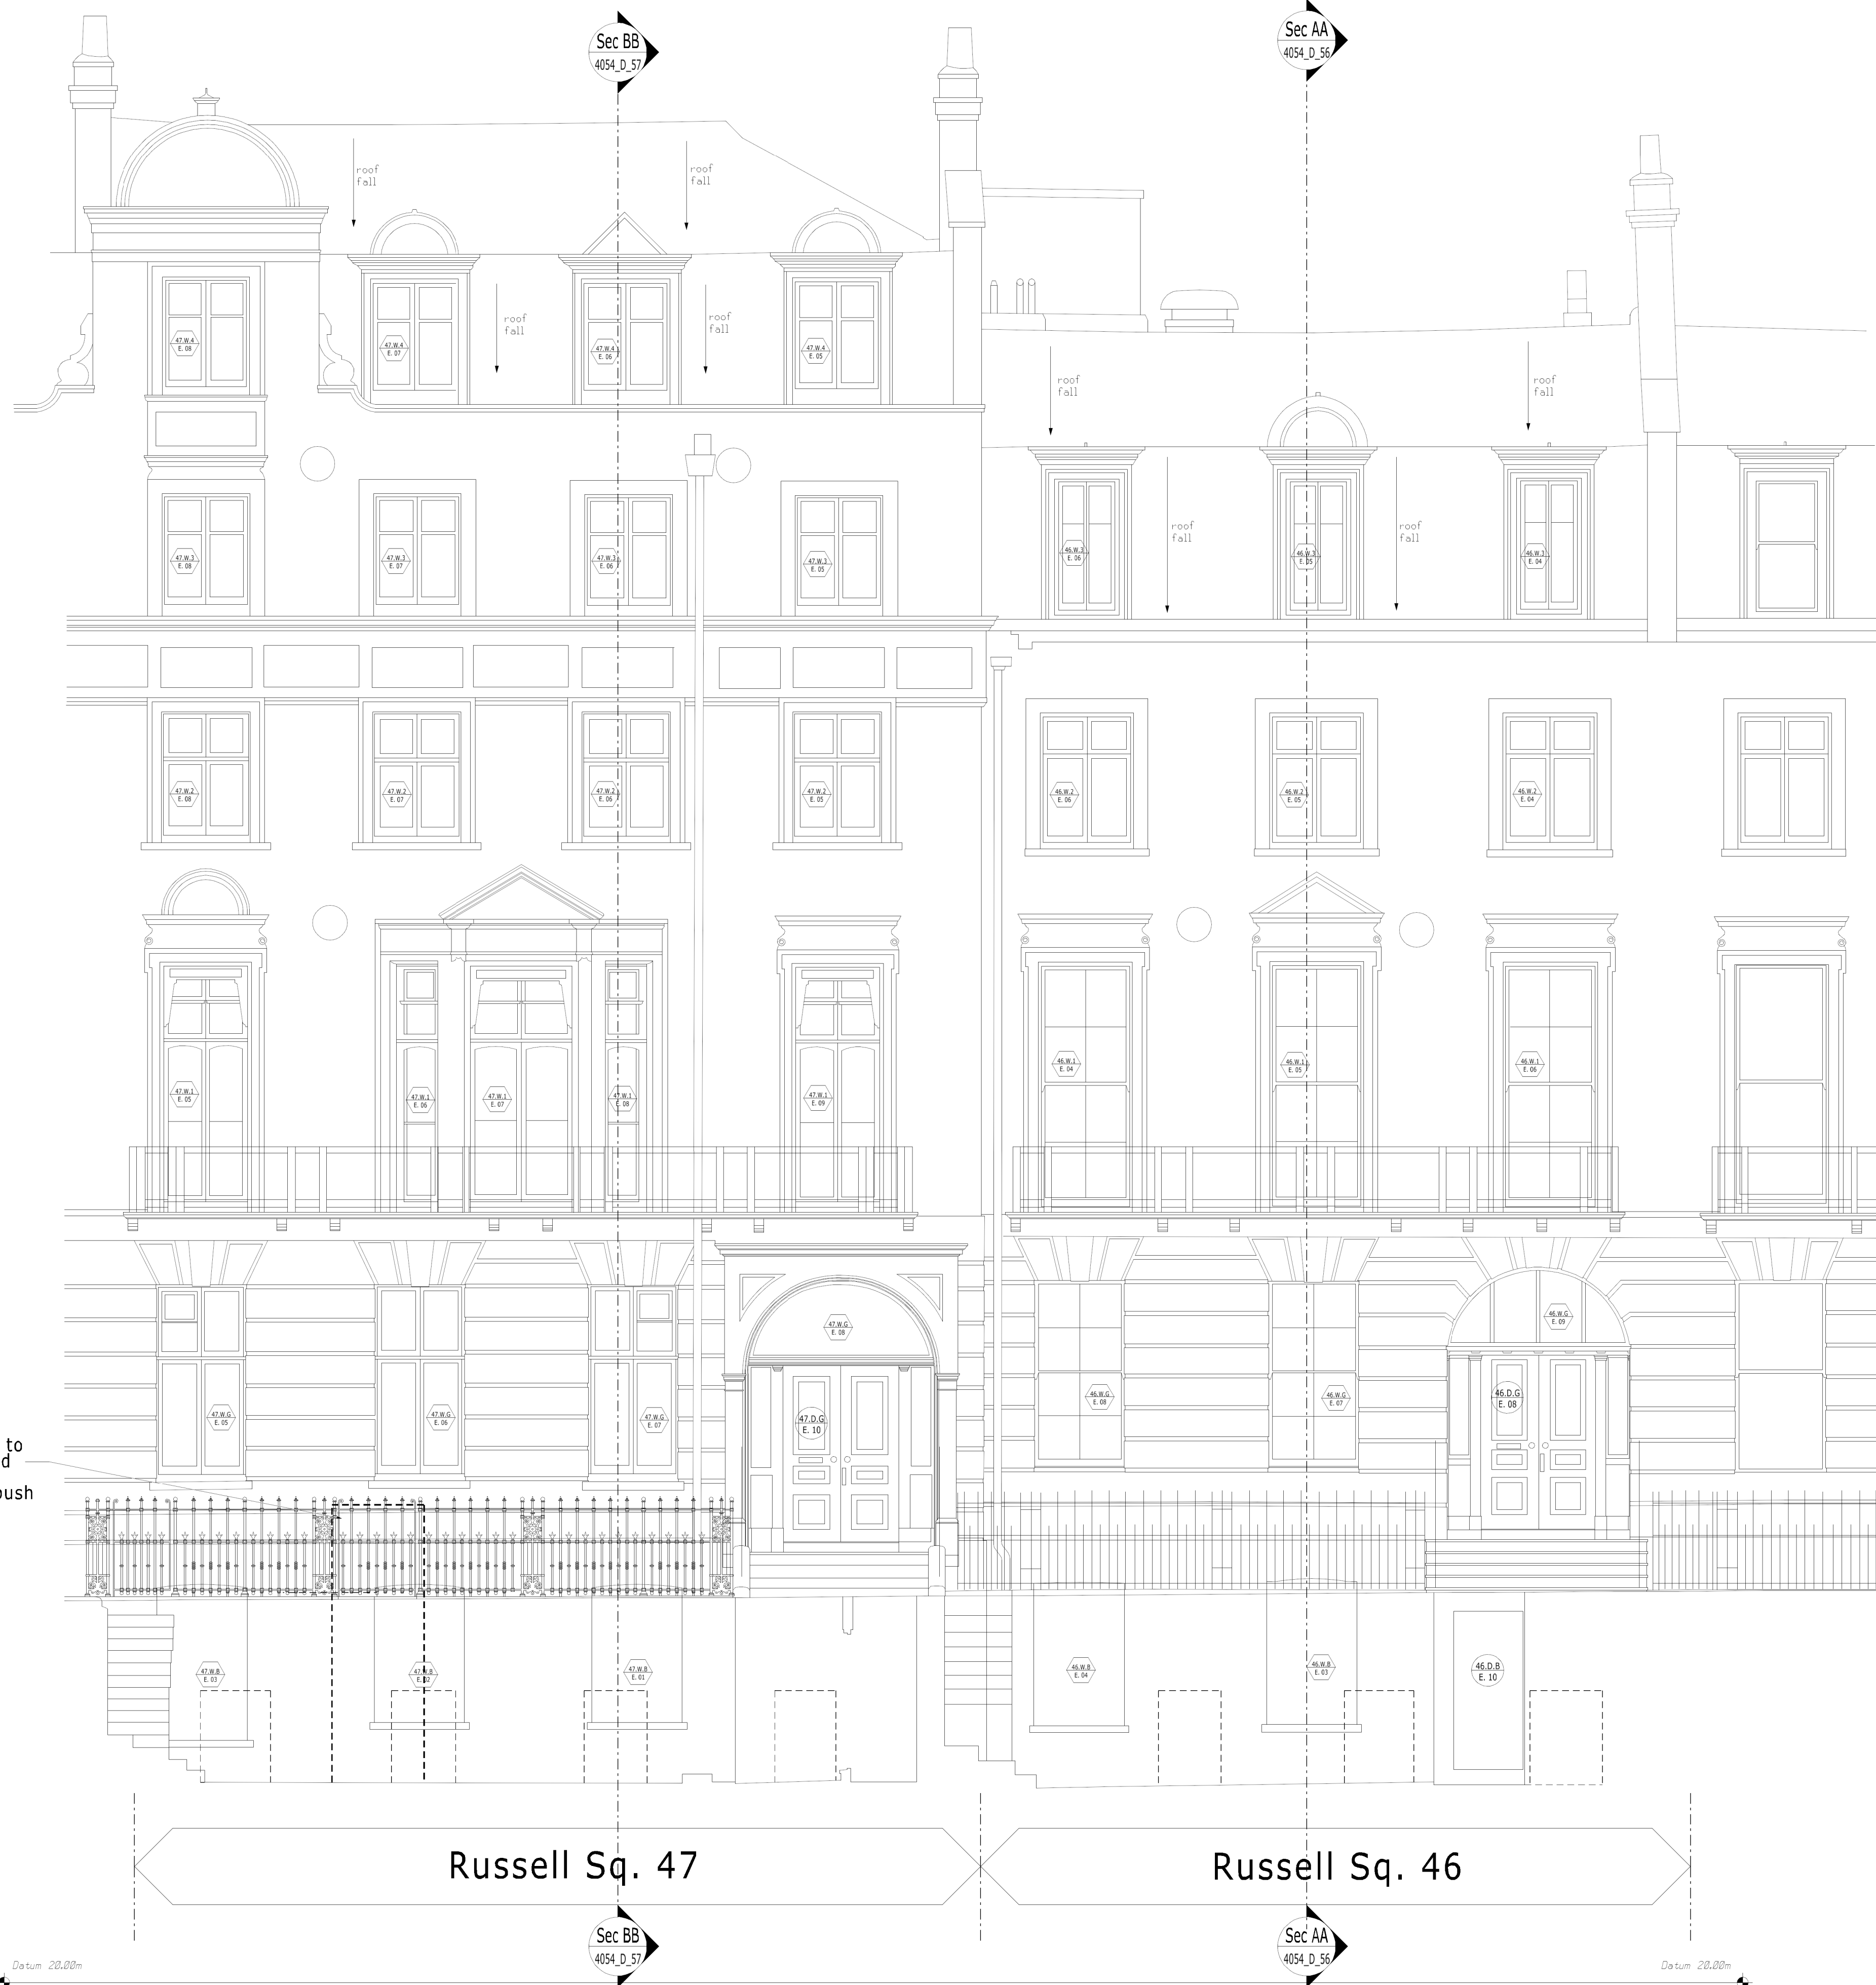 Sec BB
4054_D_57
Sec AA
4054_D_56
roof
fall
roof
fall
roof
fall
roof
fall
47.W.4
E. 08
47.W.4
E. 07
47.W.4
E. 06
47.W.4
E. 05
roof
fall
roof
fall
roof
fall
roof
fall
47.W.3
E. 08
47.W.3
E. 07
47.W.3
E. 06
47.W.3
E. 05
46.W.3
E. 06
46.W.3
E. 05
46.W.3
E. 04
47.W.2
E. 08
47.W.2
E. 07
47.W.2
E. 06
47.W.2
E. 05
46.W.2
E. 06
46.W.2
E. 05
46.W.2
E. 04
47.W.1
E. 05
47.W.1
E. 06
47.W.1
E. 07
47.W.1
E. 08
47.W.1
E. 09
46.W.1
E. 04
46.W.1
E. 05
46.W.1
E. 06
47.W.G
E. 08
46.W.G
E. 09
47.W.G
E. 05
47.W.G
E. 06
47.W.G
E. 07
47.D.G
E. 10
46.W.G
E. 08
46.W.G
E. 07
46.D.G
E. 08
to
47.W.B
E. 03
47.W.B
E. 02
47.W.B
E. 01
46.W.B
E. 04
46.W.B
E. 03
46.D.B
E. 10
Russell Sq. 47
Russell Sq. 46
Sec BB
4054_D_57
Sec AA
4054_D_56
Datum 20.00m
Datum 20.00m